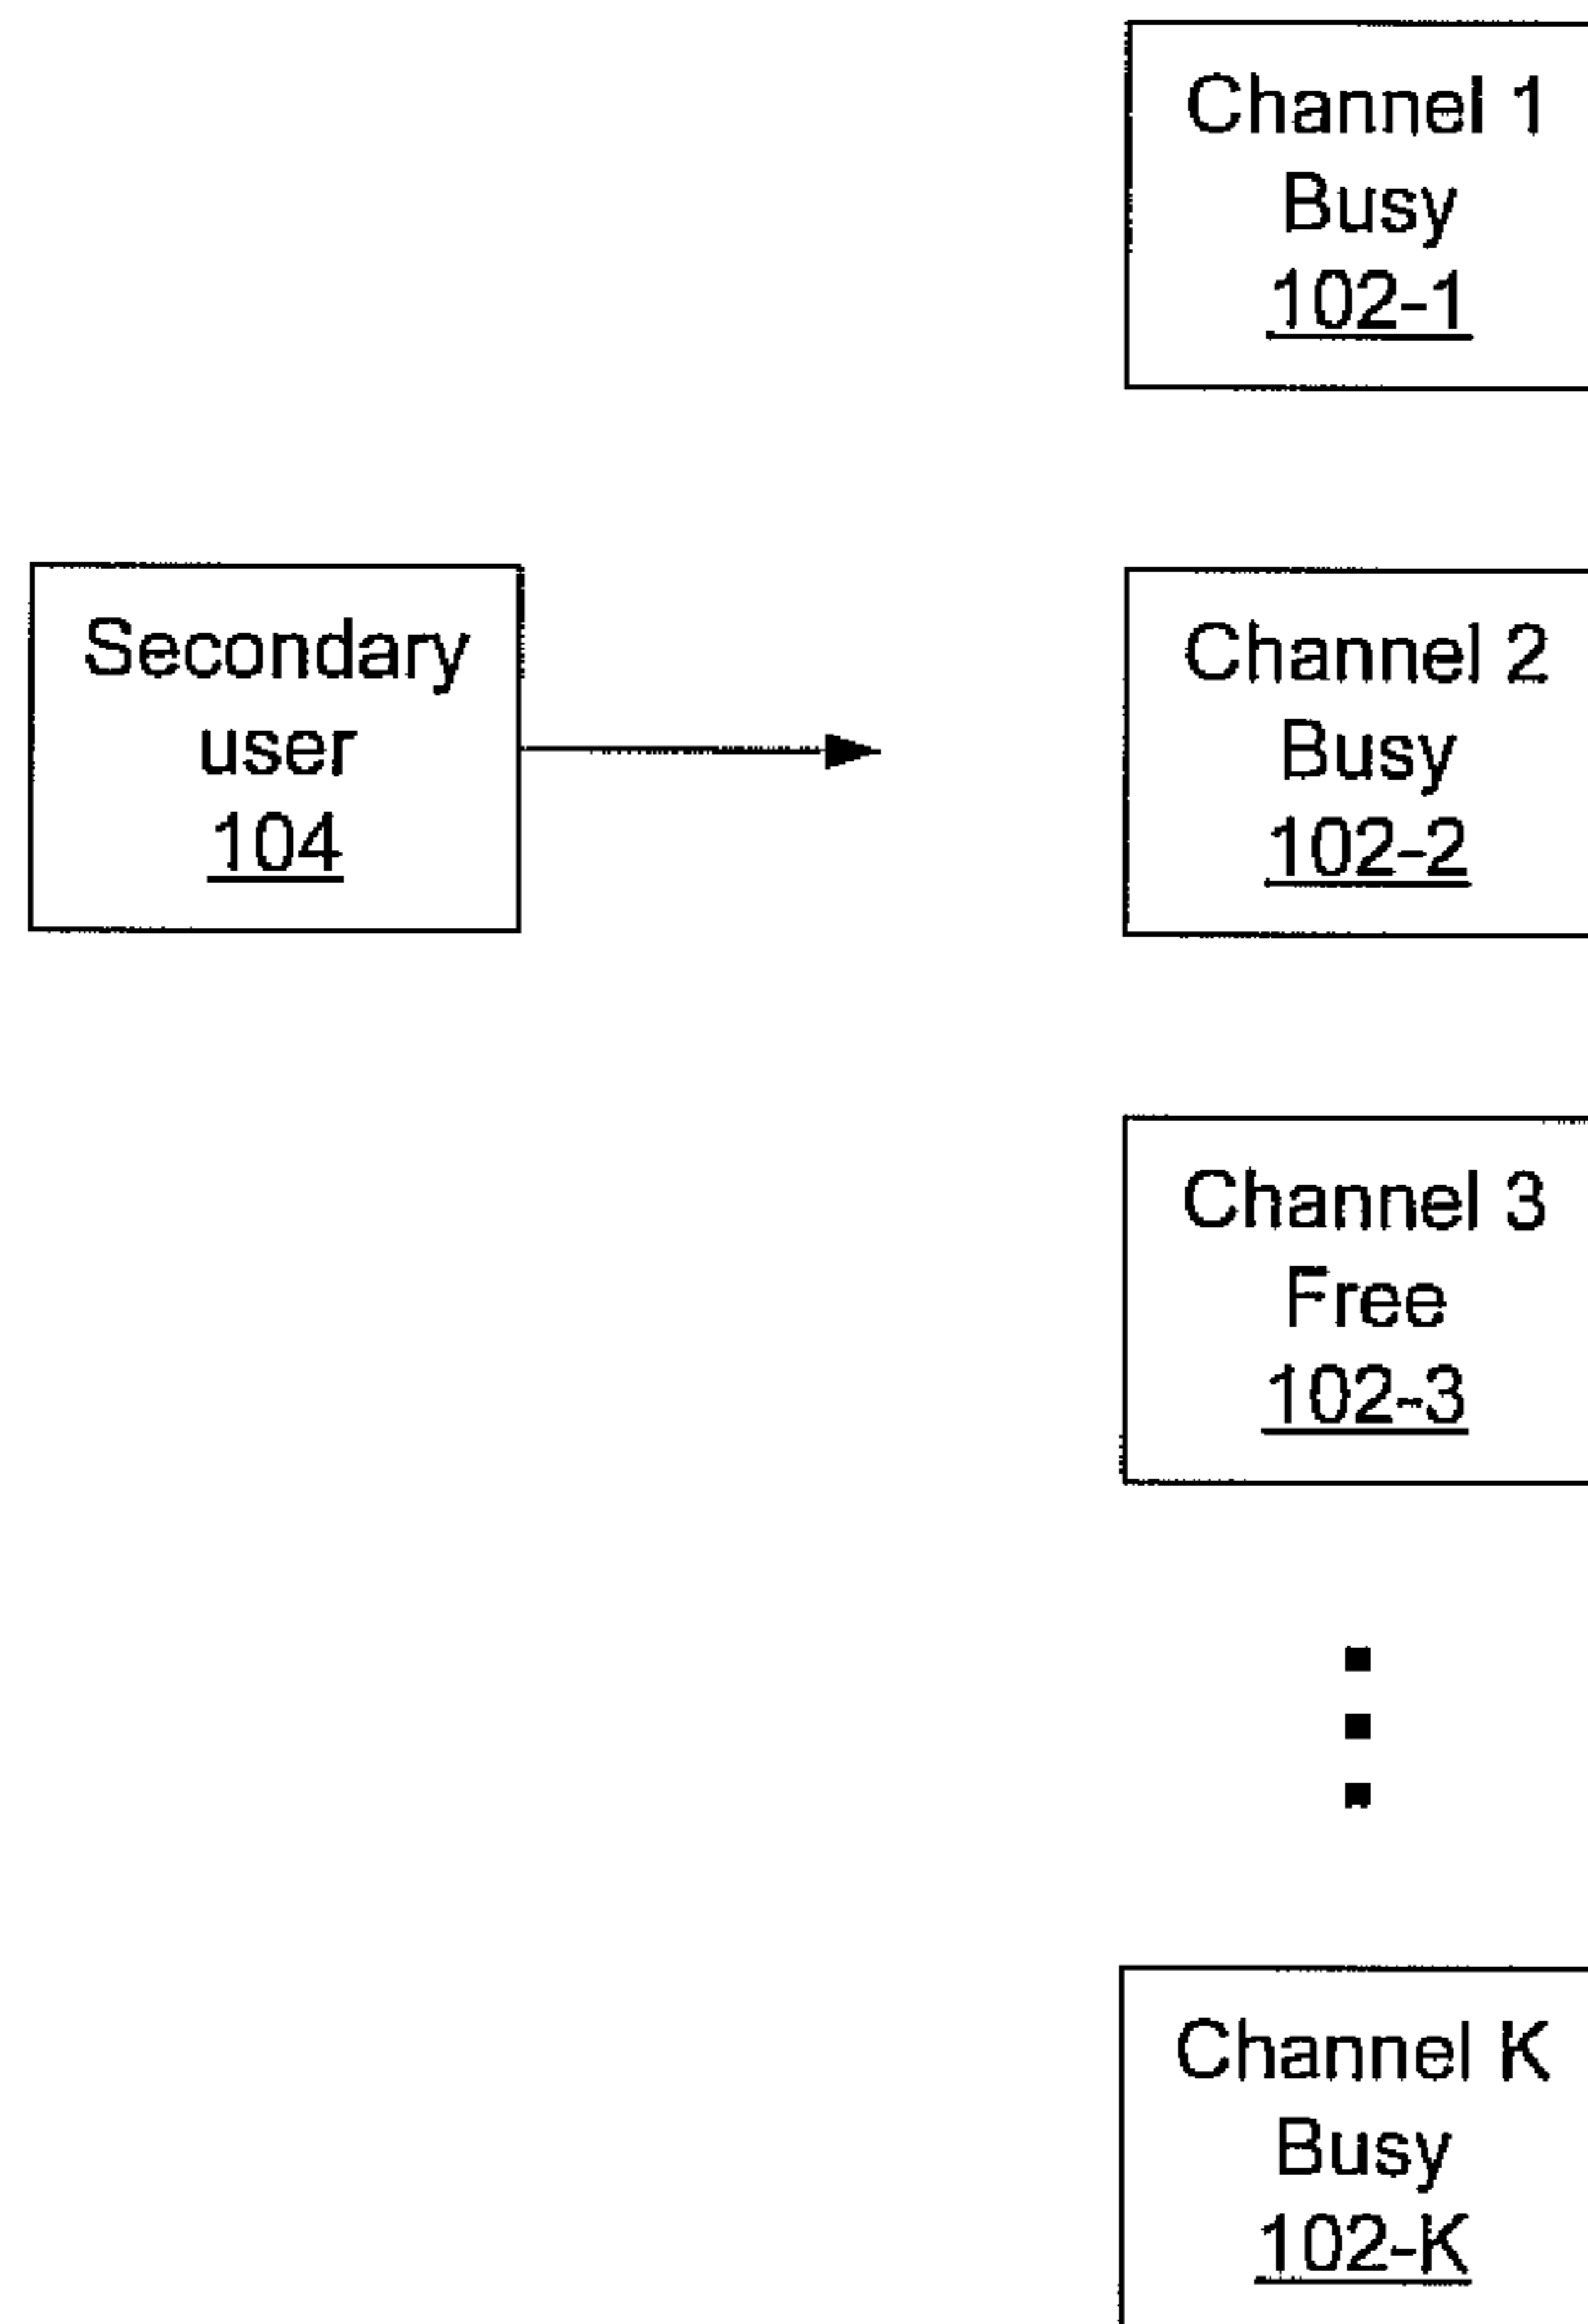 Channel 1
Busy
102-1
Secondary
user
104
Channel 2
Busy
102-2
Channel 3
Free
102-3
Channel K
Busy
102-K